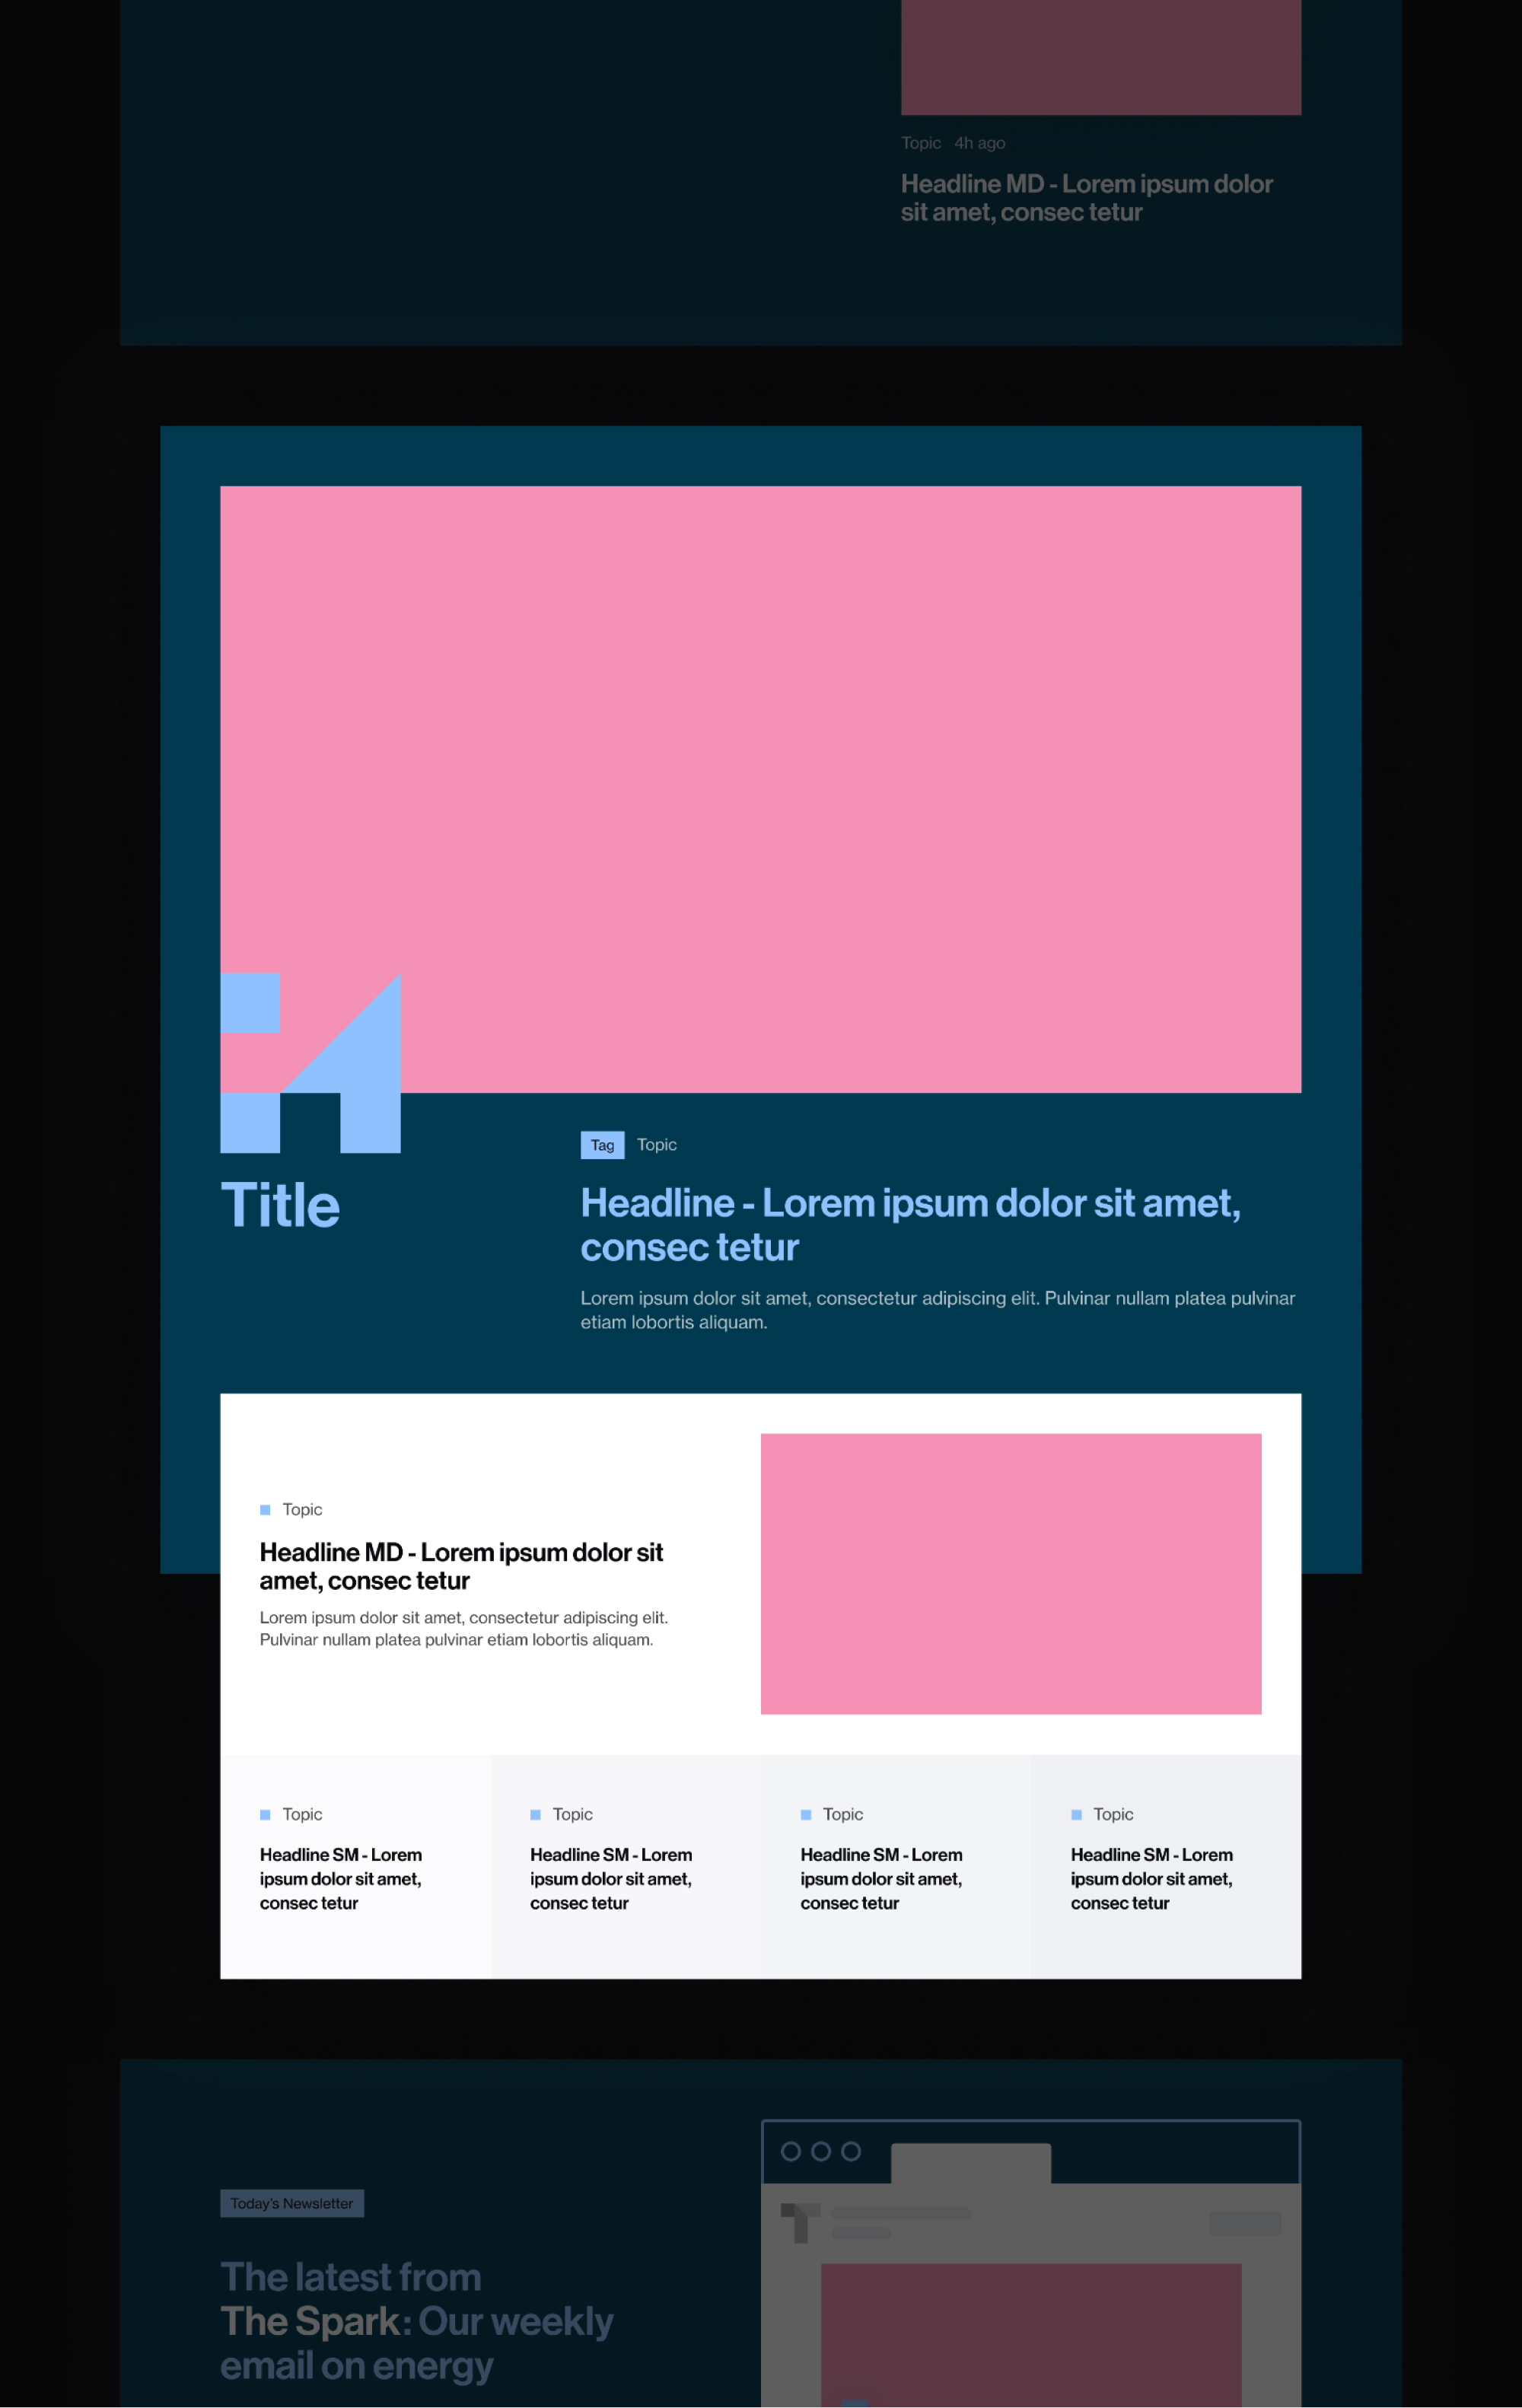 Topic 4h ago
Headline MD - Lorem ipsum dolor
sit amet, consec tetur
Title
Tag Topic
Headline - Lorem ipsum dolor sit amet,
consec tetur
Lorem ipsum dolor sit amet, consectetur adipiscing elit. Pulvinar nullam platea pulvinar
etiam lobortis aliquam.
Topic
Headline MD - Lorem ipsum dolor sit
amet, consec tetur
Lorem ipsum dolor sit amet, consectetur adipiscing elit.
Pulvinar nullam platea pulvinar etiam lobortis aliquam.
Topic
Headline SM - Lorem
ipsum dolor sit amet,
consec tetur
Topic
Headline SM - Lorem
ipsum dolor sit amet,
consec tetur
Topic
Headline SM - Lorem
ipsum dolor sit amet,
consec tetur
Topic
Headline SM - Lorem
ipsum dolor sit amet,
consec tetur
Today's Newsletter
The latest from
The Spark: Our weekly
email on energy